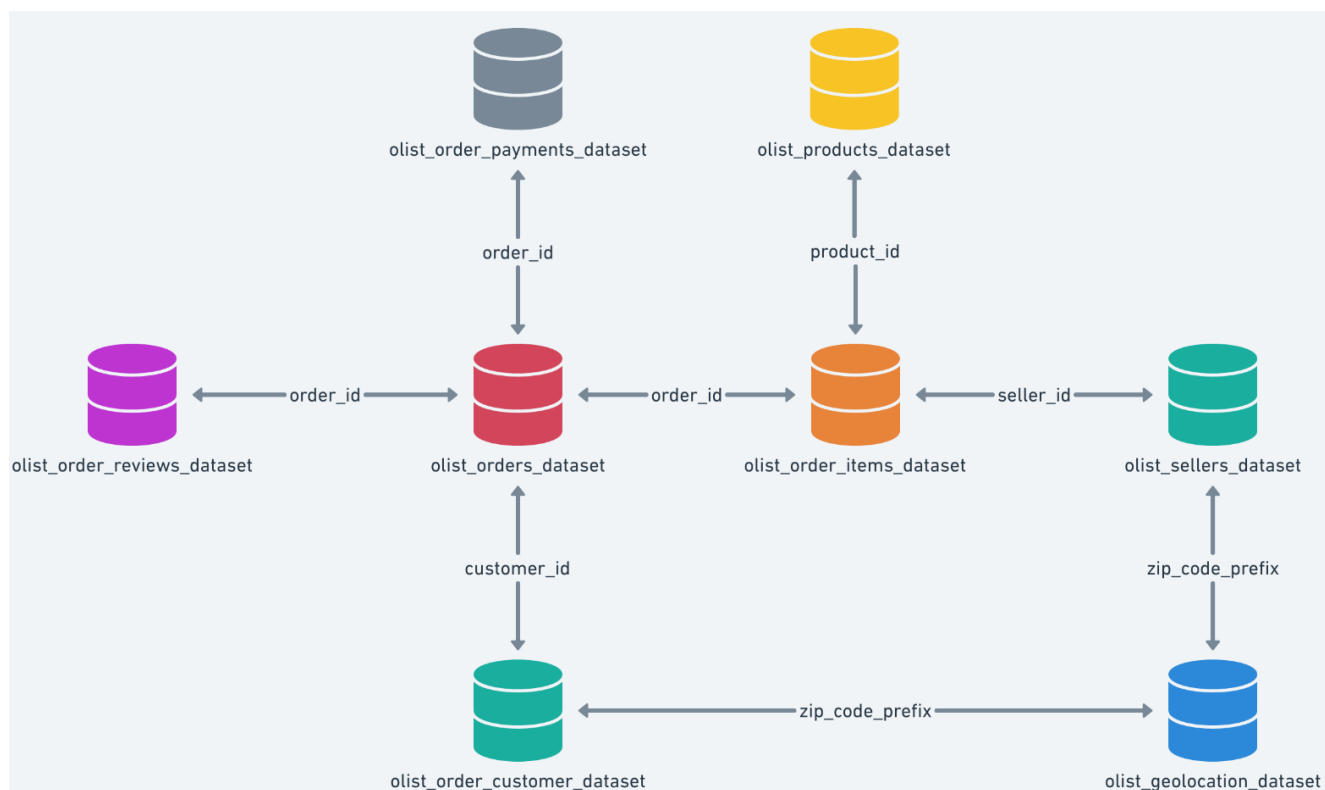 olist_order_payments_dataset
olist_products_dataset
order_id
product_id
order_id
order_id
seller_id
olist_order_reviews_dataset
olist_orders_dataset
olist_order_items_dataset
olist_sellers_dataset
customer_id
zip_code_prefix
zip_code_prefix
olist_order_customer_dataset
olist_geolocation_dataset